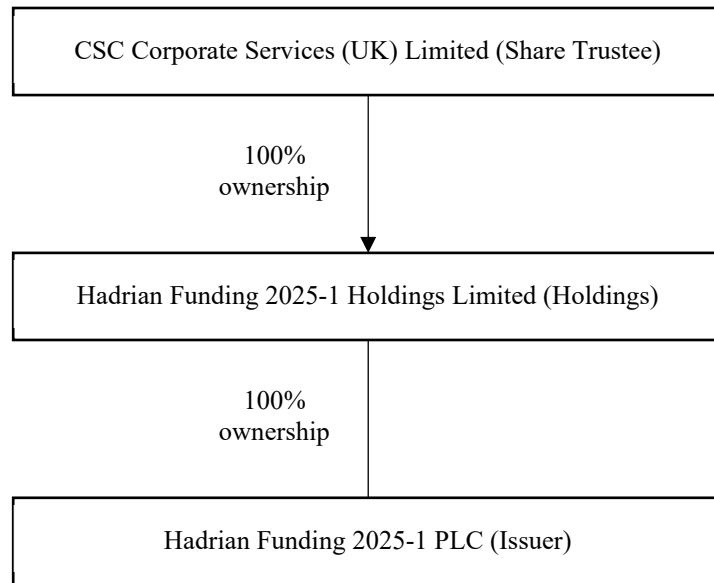 CSC Corporate Services (UK) Limited (Share Trustee)
100%
ownership
Hadrian Funding 2025-1 Holdings Limited (Holdings)
100%
ownership
Hadrian Funding 2025-1 PLC (Issuer)